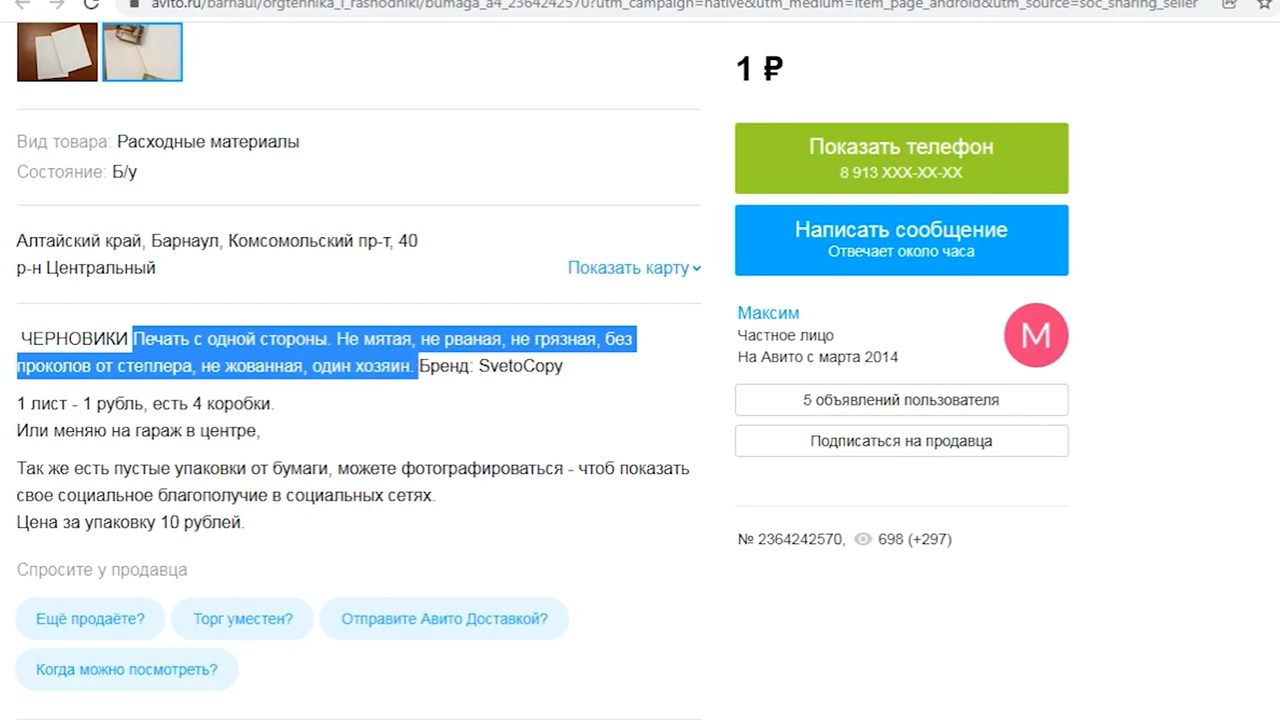 avito.ru/barnaul/orgtehnika_i_rashodniki/bumaga_a4_2364242570?utm_campaign=native&utm_medium=item_page_android&utm_source=soc_sharing_seller
1 ₽
Вид товара: Расходные материалы
Состояние: Б/у
Показать телефон
8 913 XXX-XX-XX
Написать сообщение
Отвечает около часа
Алтайский край, Барнаул, Комсомольский пр-т, 40
р-н Центральный
Показать карту
Максим
Частное лицо
На Авито с марта 2014
М
5 объявлений пользователя
Подписаться на продавца
ЧЕРНОВИКИ Печать с одной стороны. Не мятая, не рваная, не грязная, без
проколов от степлера, не жованная, один хозяин. Бренд: SvetoCopy
1 лист - 1 рубль, есть 4 коробки.
Или меняю на гараж в центре,
Так же есть пустые упаковки от бумаги, можете фотографироваться - чтоб показать
свое социальное благополучие в социальных сетях.
Цена за упаковку 10 рублей.
№ 2364242570, 698 (+297)
Спросите у продавца
Ещё продаёте?
Торг уместен?
Отправите Авито Доставкой?
Когда можно посмотреть?